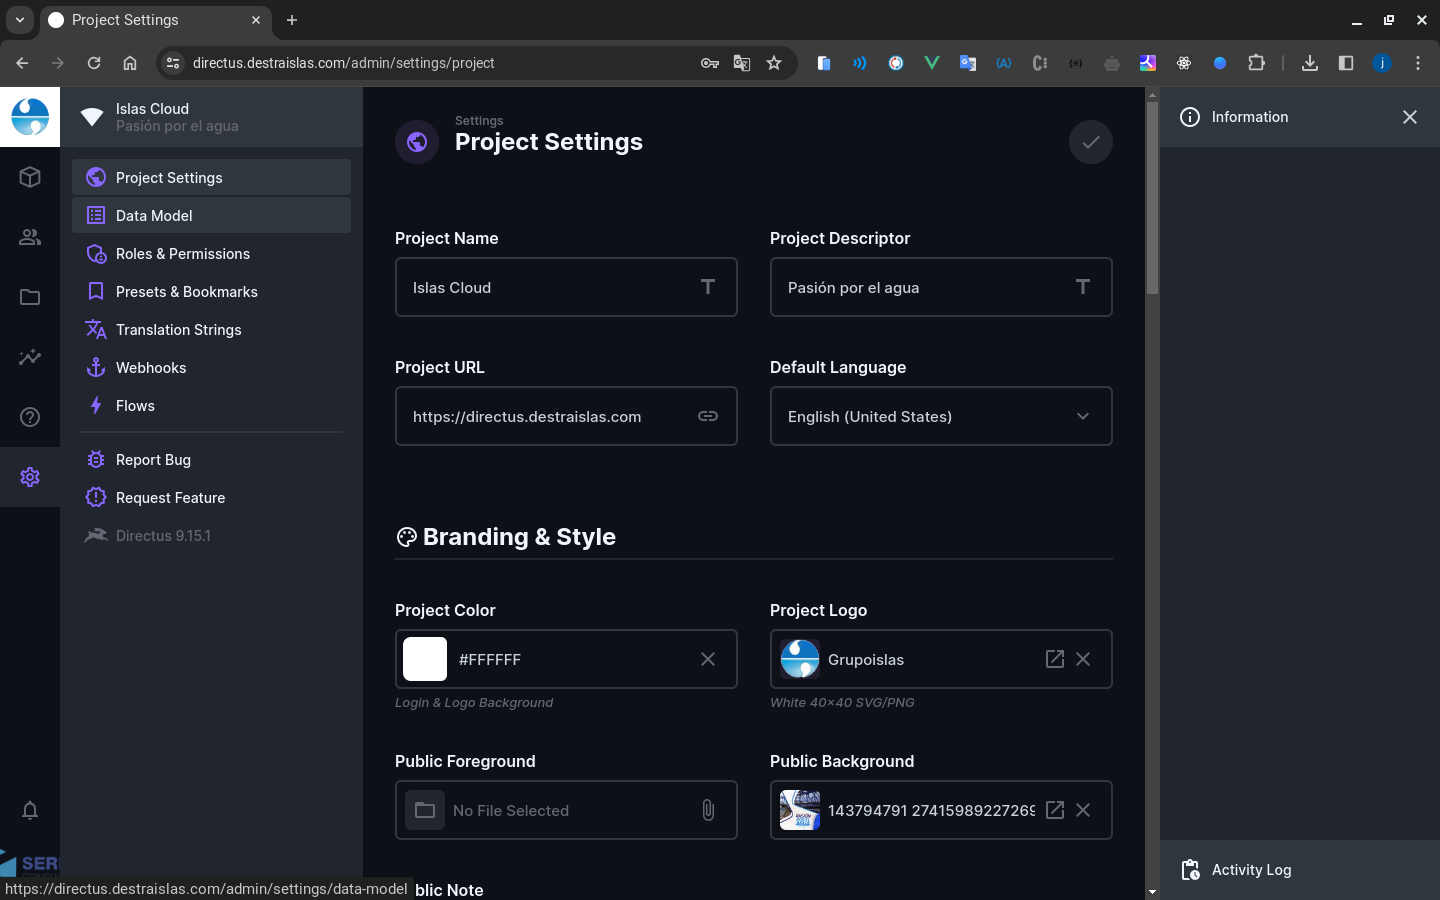 Project Settings
directus.destraislas.com/admin/settings/project
Islas Cloud
Pasión por el agua
Project Settings
Data Model
Roles & Permissions
Presets & Bookmarks
Translation Strings
Webhooks
Flows
Report Bug
Request Feature
Directus 9.15.1
Settings
Project Settings
Project Name
Project Descriptor
Islas Cloud
Pasión por el agua
Project URL
Default Language
https://directus.destraislas.com
English (United States)
Branding & Style
Project Color
Project Logo
#FFFFFF
Grupoislas
Login & Logo Background
White 40x40 SVG/PNG
Public Foreground
Public Background
No File Selected
143794791 27415989227269
blic Note
Information
Activity Log
SER
https://directus.destraislas.com/admin/settings/data-model